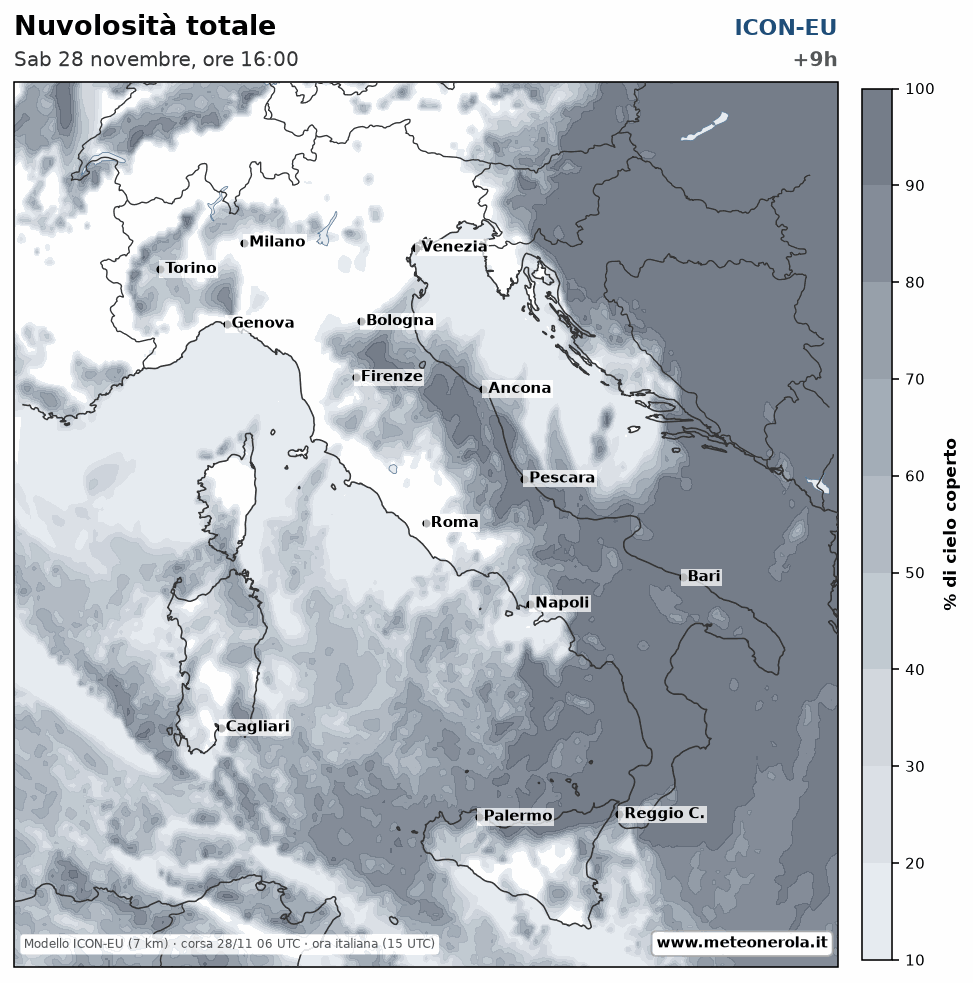 Nuvolosità totale
ICON-EU
Sab 28 novembre, ore 16:00
+9h
100
90
80
70
60
50
40
30
20
10
% di cielo coperto
Milano
Venezia
Torino
Genova
Bologna
Firenze
Ancona
Pescara
Roma
Bari
Napoli
Cagliari
Palermo
Reggio C.
Modello ICON-EU (7 km) · corsa 28/11 06 UTC · ora italiana (15 UTC)
www.meteonerola.it